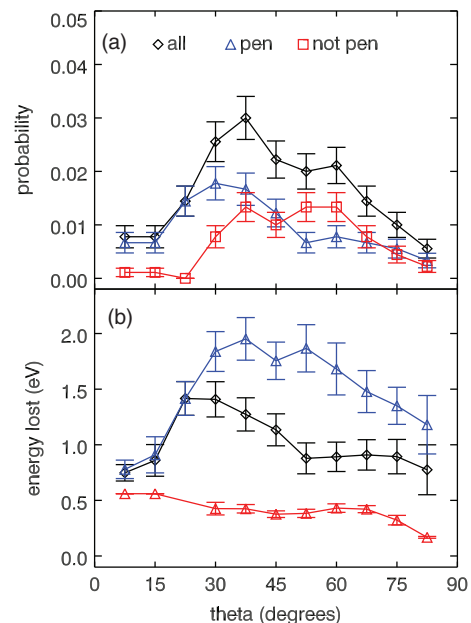 0.05
(a) all pen not pen
0.04
0.03
probability
0.02
0.01
0.00
(b)
2.0
1.5
energy lost (eV)
1.0
0.5
0.0
0 15 30 45 60 75 90
theta (degrees)